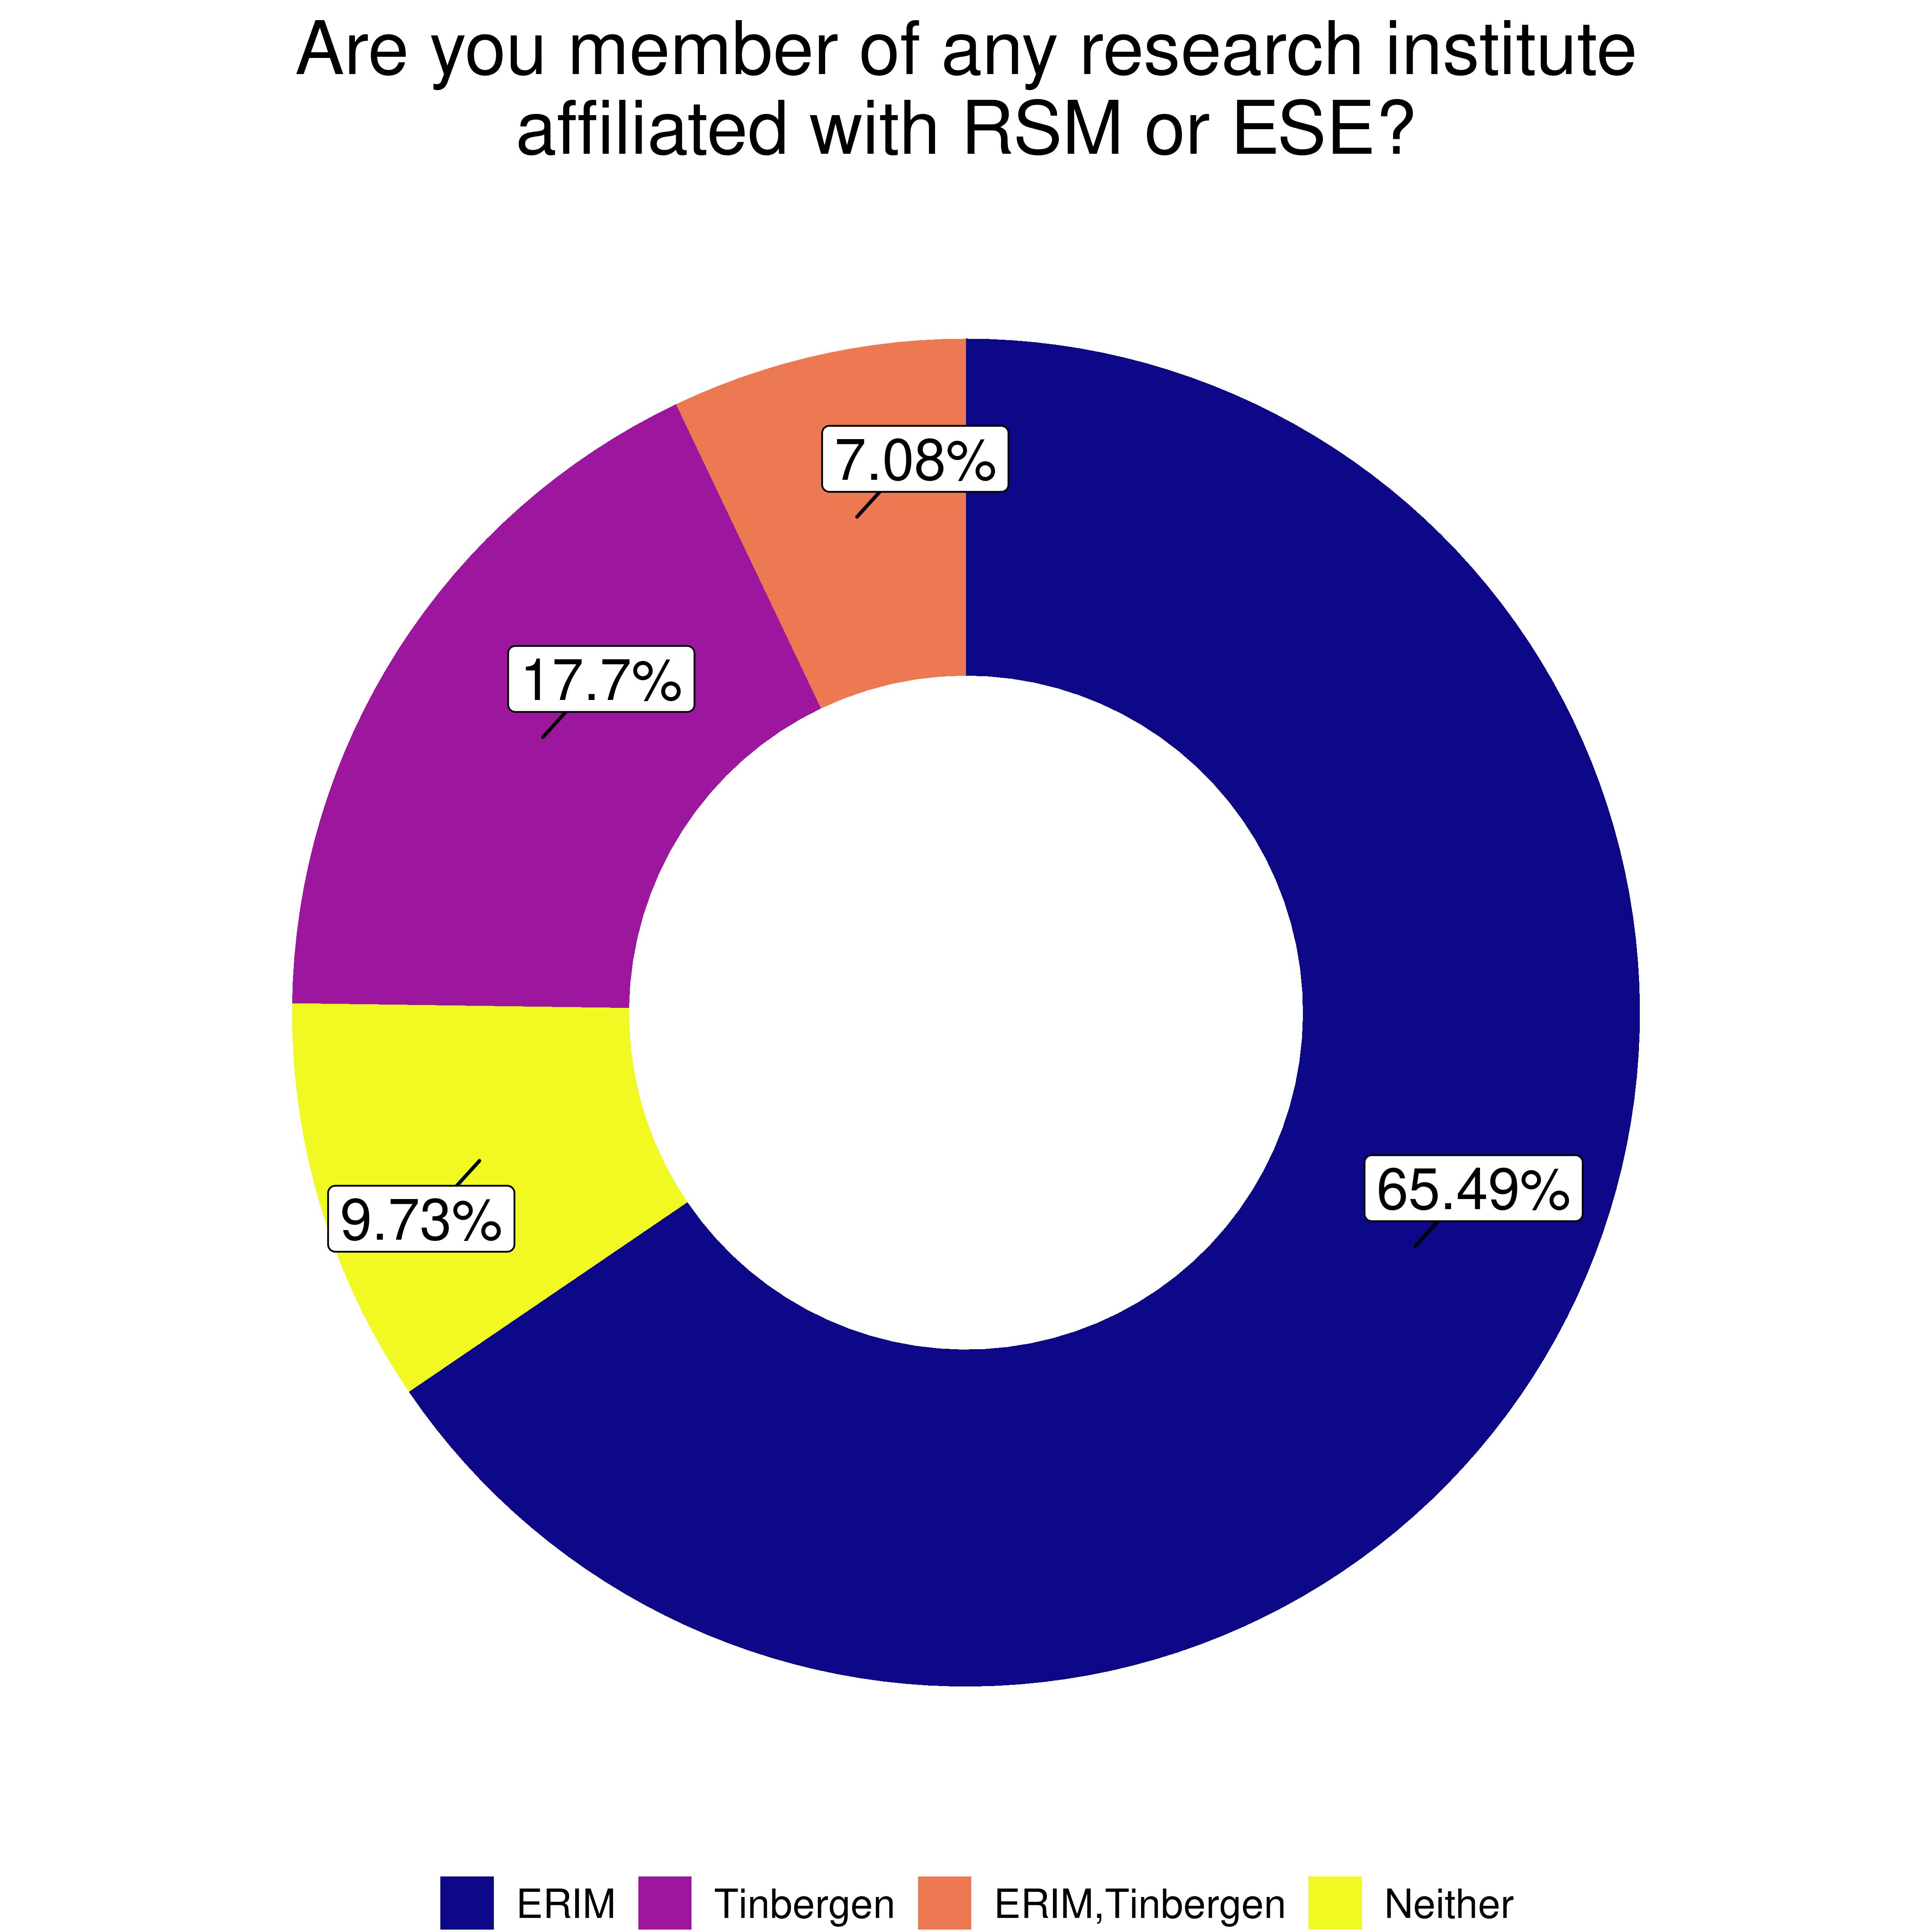 Are you member of any research institute
affiliated with RSM or ESE?
7.08%
17.7%
65.49%
9.73%
ERIM Tinbergen ERIM,Tinbergen Neither